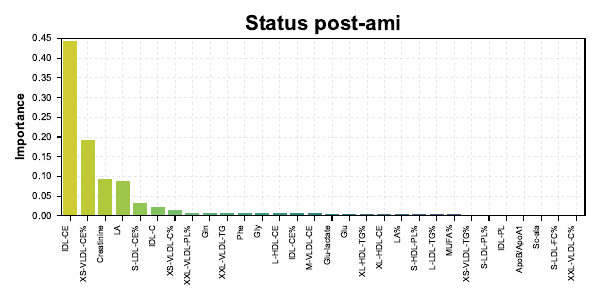 Status post-ami
Importance
0.45
0.40
0.35
0.30
0.25
0.20
0.15
0.10
0.05
0.00
IDL-CE
XS-VLDL-CE%
Creatinine
LA
S-LDL-CE%
IDL-C
XS-VLDL-C%
XXL-VLDL-PL%
Gln
XXL-VLDL-TG
Phe
Gly
L-HDL-CE
IDL-CE%
M-VLDL-CE
Glu-lactate
Glu
XL-HDL-TG%
XL-HDL-CE
LA%
S-HDL-PL%
L-LDL-TG%
MUFA%
XS-VLDL-TG%
S-LDL-PL%
IDL-PL
ApoB/ApoA1
Sc-ala
S-LDL-FC%
XXL-VLDL-C%